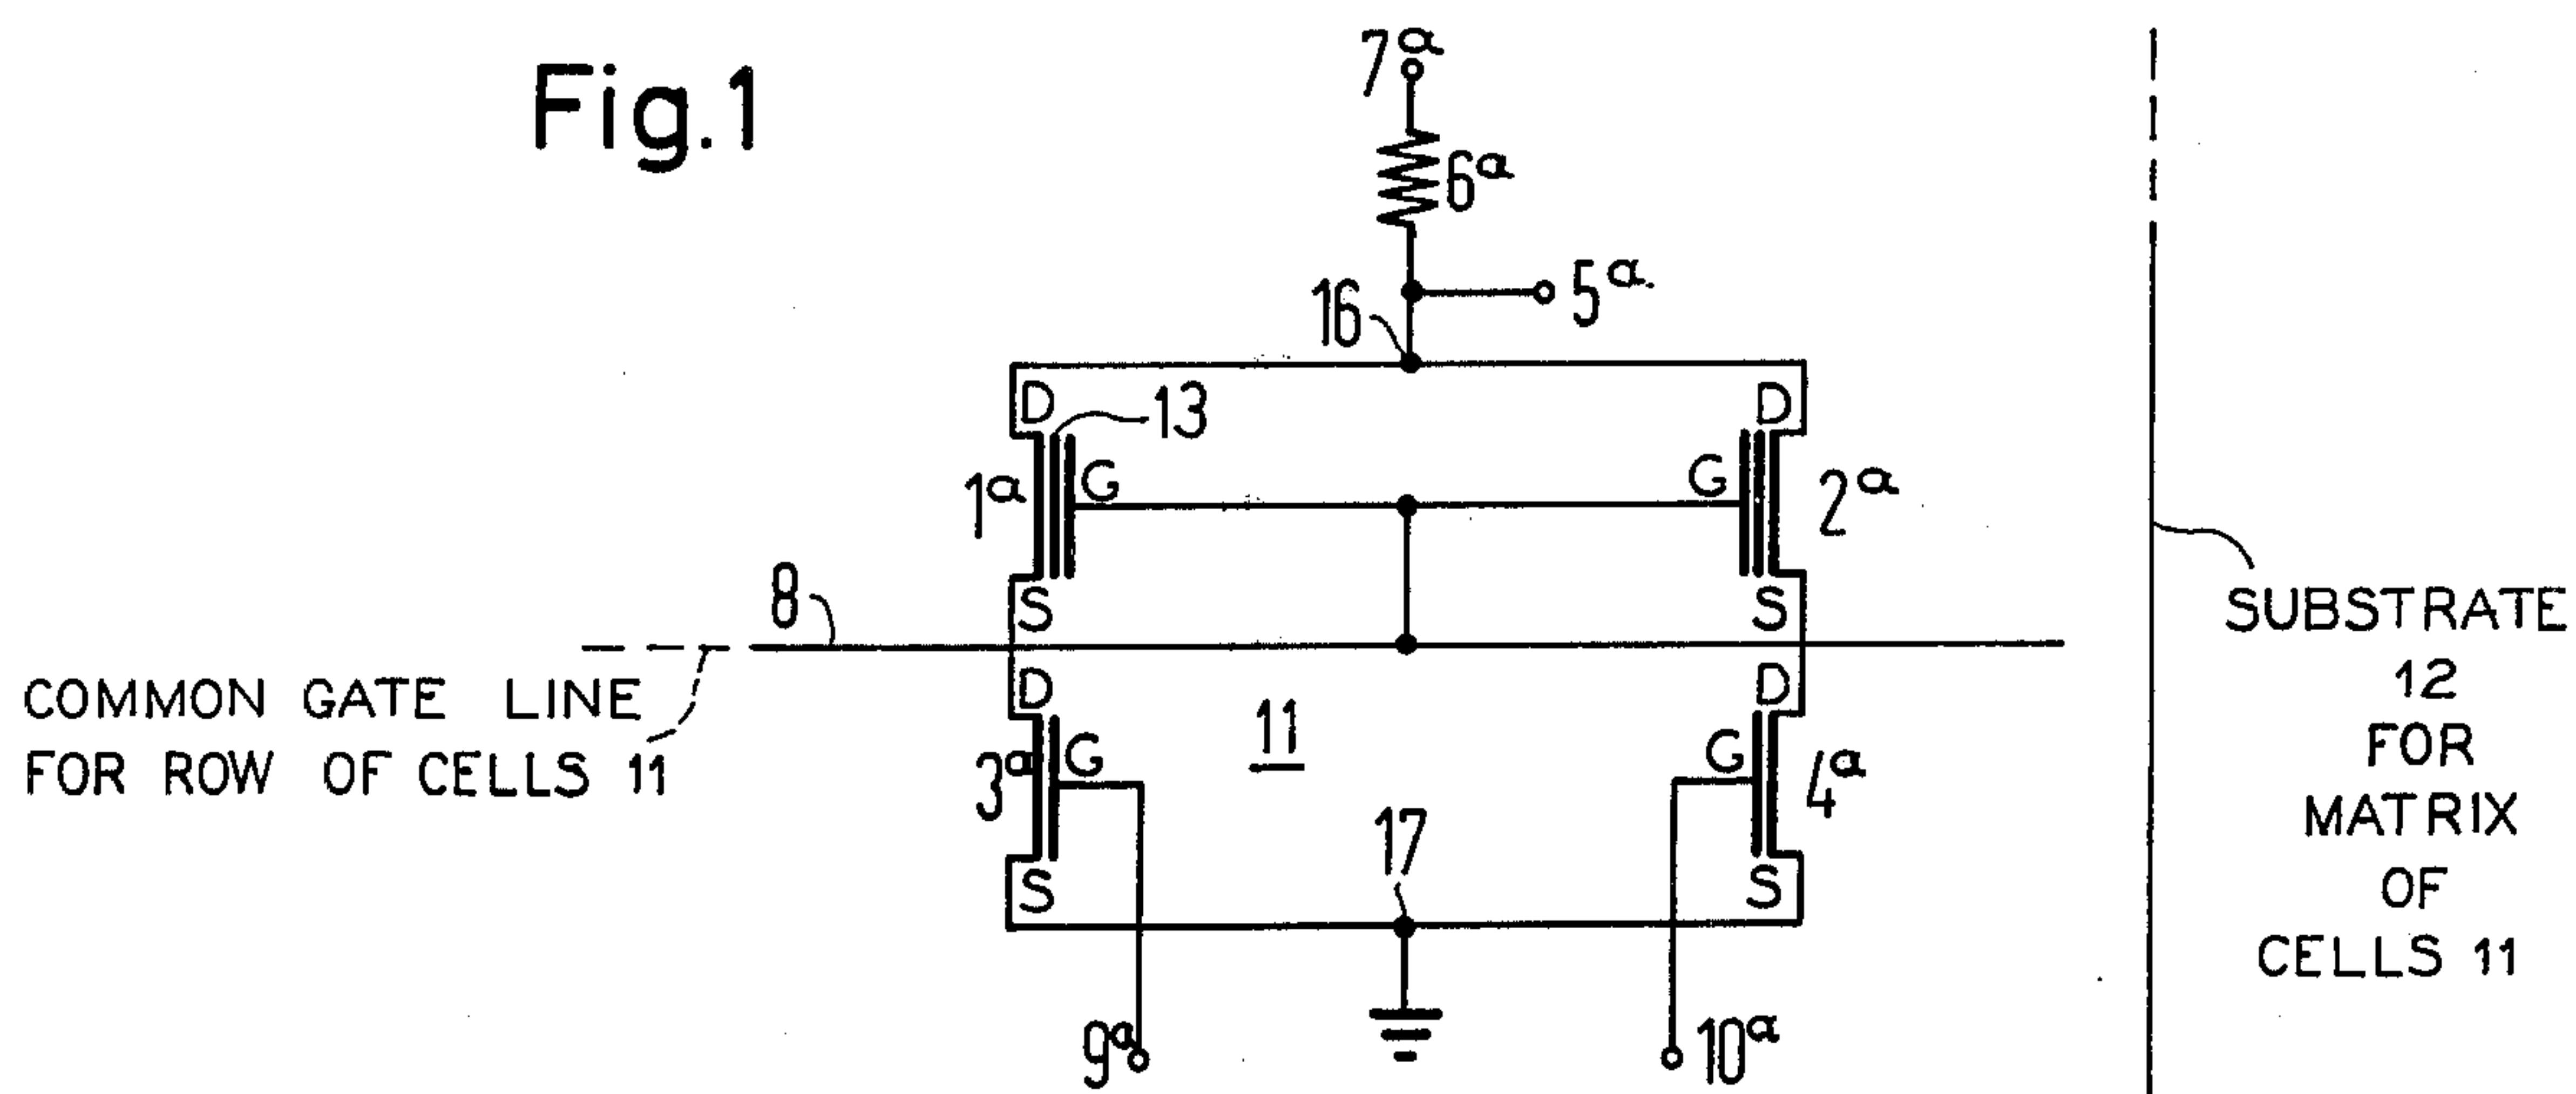 Fig.1
7a
6a
5a.
16
D
13
D
1a
G
G
2a
S
S
8
COMMON GATE LINE
FOR ROW OF CELLS 11
D
D
3a
G
11
G
4a
S
17
S
9a
10a
SUBSTRATE
12
FOR
MATRIX
OF
CELLS 11